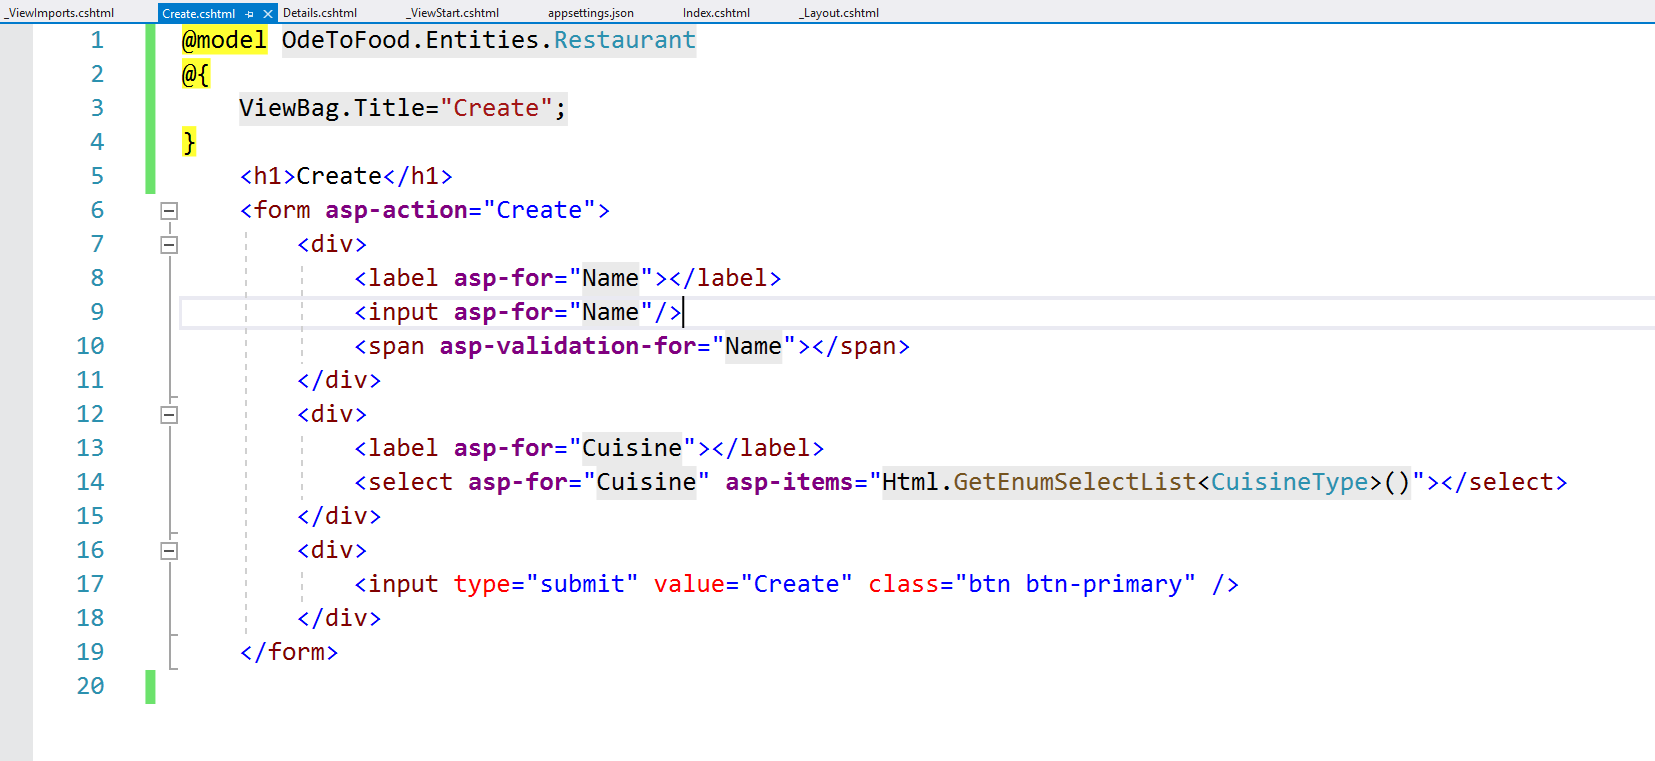 _ViewImports.cshtml Create.cshtml Details.cshtml _ViewStart.cshtml appsettings.json Index.cshtml _Layout.cshtml
1 @model OdeToFood.Entities.Restaurant
2 @{
3 ViewBag.Title="Create";
4 }
5 <h1>Create</h1>
6 <form asp-action="Create">
7 <div>
8 <label asp-for="Name"></label>
9 <input asp-for="Name"/>
10 <span asp-validation-for="Name"></span>
11 </div>
12 <div>
13 <label asp-for="Cuisine"></label>
14 <select asp-for="Cuisine" asp-items="Html.GetEnumSelectList<CuisineType>()"></select>
15 </div>
16 <div>
17 <input type="submit" value="Create" class="btn btn-primary" />
18 </div>
19 </form>
20